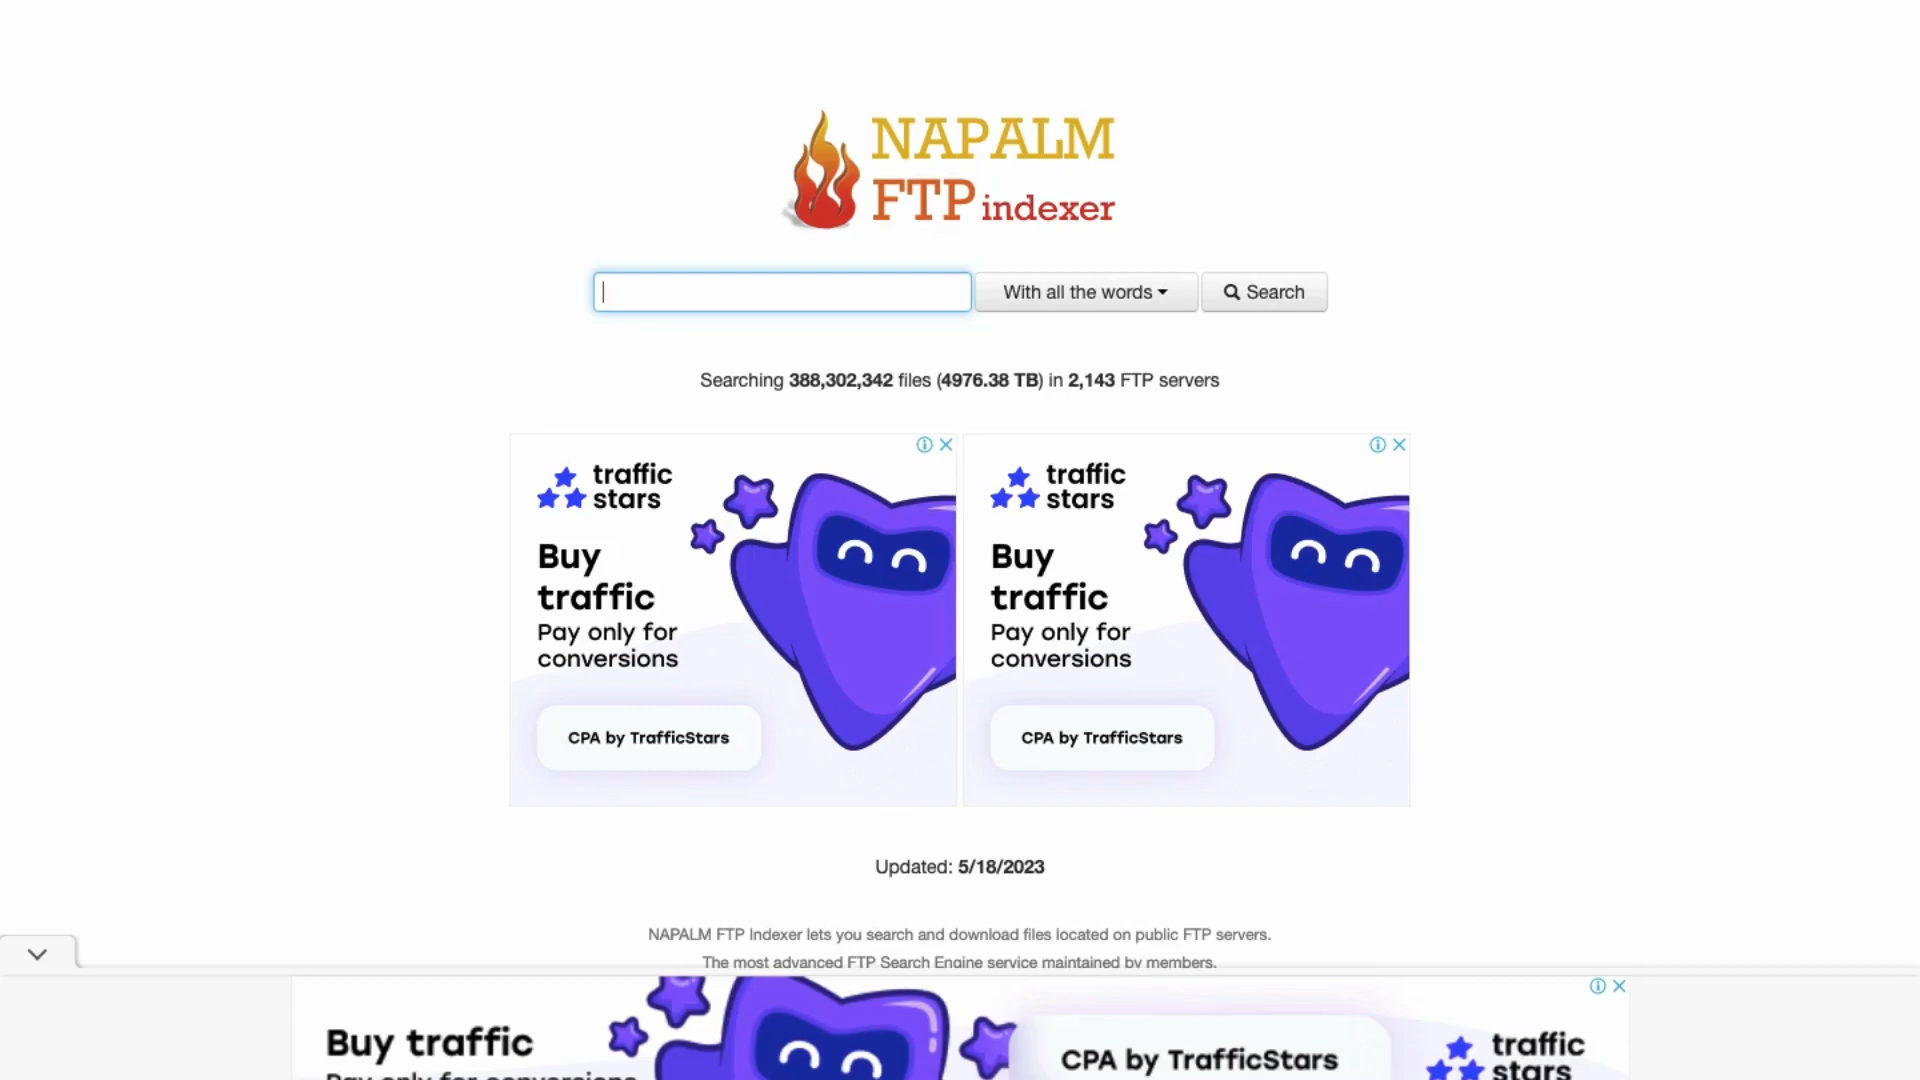 NAPALM
FTP indexer
With all the words
Search
Searching 388,302,342 files (4976.38 TB) in 2,143 FTP servers
traffic
stars
Buy
traffic
Pay only for
conversions
CPA by TrafficStars
traffic
stars
Buy
traffic
Pay only for
conversions
CPA by TrafficStars
Updated: 5/18/2023
NAPALM FTP Indexer lets you search and download files located on public FTP servers.
The most advanced FTP Search Engine service maintained by members.
Buy traffic
Pay only for conversions
CPA by TrafficStars
traffic
stars